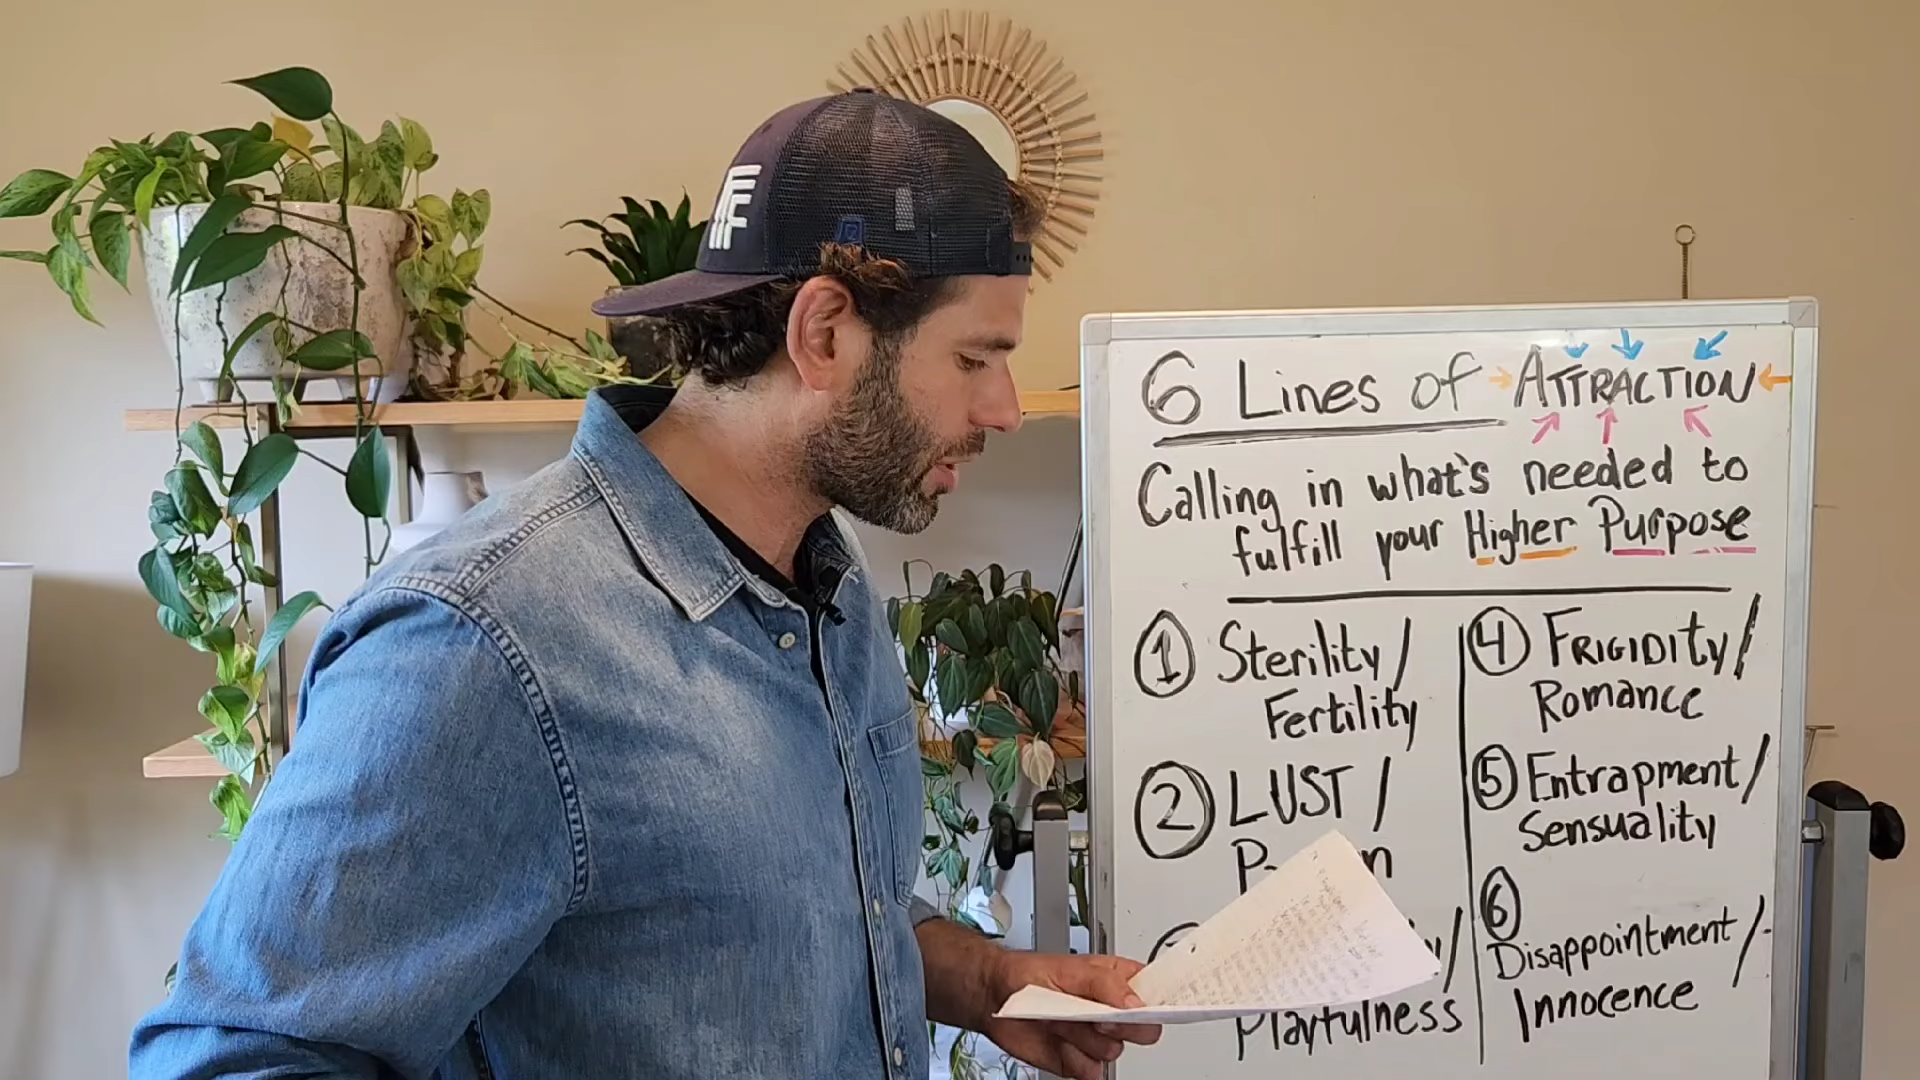 6 Lines of ATTRACTION
Calling in what's needed to
fulfill your Higher Purpose
1 Sterility/
Fertility
2 LUST /
Playfulness
4 FRIGIDITY/
Romance
5 Entrapment/
Sensuality
6
Disappointment/
Innocence